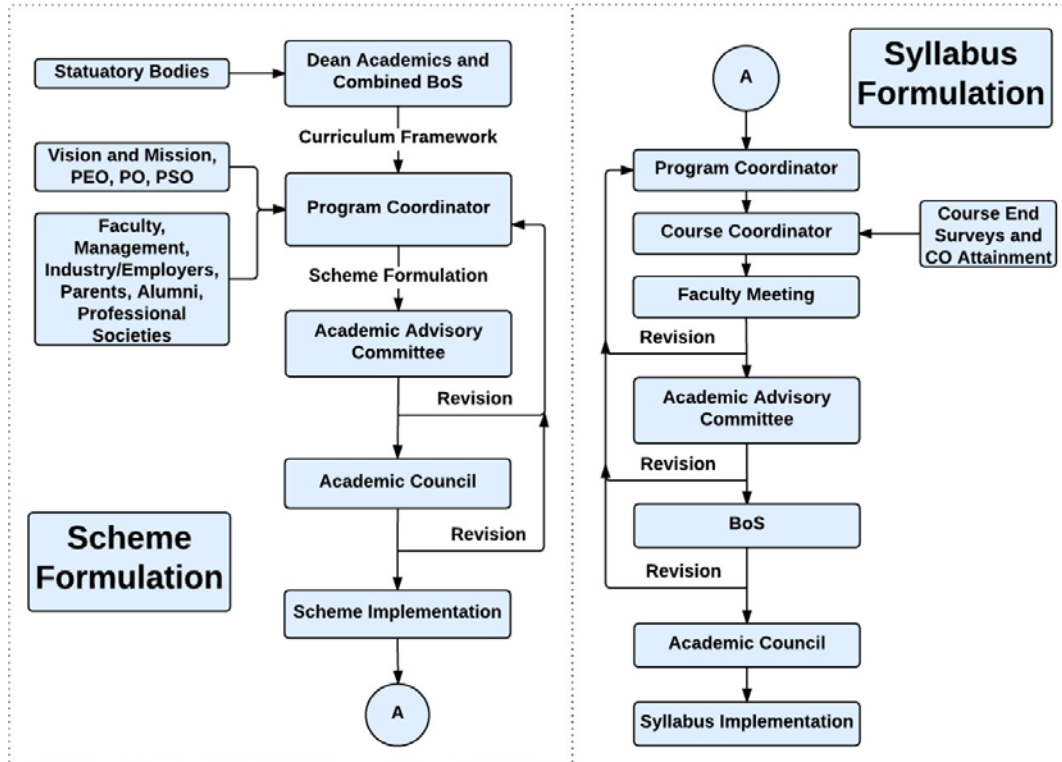 Statuatory Bodies
Dean Academics and
Combined BoS
Curriculum Framework
Vision and Mission,
PEO, PO, PSO
Program Coordinator
Faculty,
Management,
Industry/Employers,
Parents, Alumni,
Professional
Societies
Scheme Formulation
Academic Advisory
Committee
Revision
Academic Council
Revision
Scheme
Formulation
Scheme Implementation
A
Syllabus
Formulation
A
Program Coordinator
Course Coordinator
Course End
Surveys and
CO Attainment
Faculty Meeting
Revision
Academic Advisory
Committee
Revision
BoS
Revision
Academic Council
Syllabus Implementation